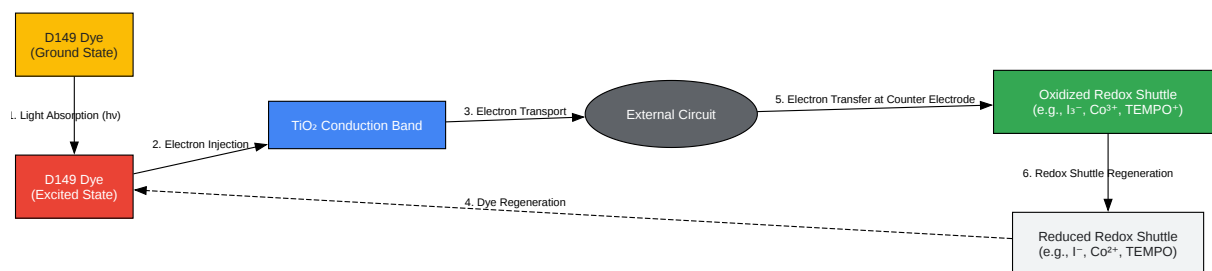 D149 Dye
(Ground State)
1. Light Absorption (hν)
D149 Dye
(Excited State)
2. Electron Injection
TiO₂ Conduction Band
3. Electron Transport
External Circuit
5. Electron Transfer at Counter Electrode
Oxidized Redox Shuttle
(e.g., I₃⁻, Co³⁺, TEMPO⁺)
6. Redox Shuttle Regeneration
4. Dye Regeneration
Reduced Redox Shuttle
(e.g., I⁻, Co²⁺, TEMPO)